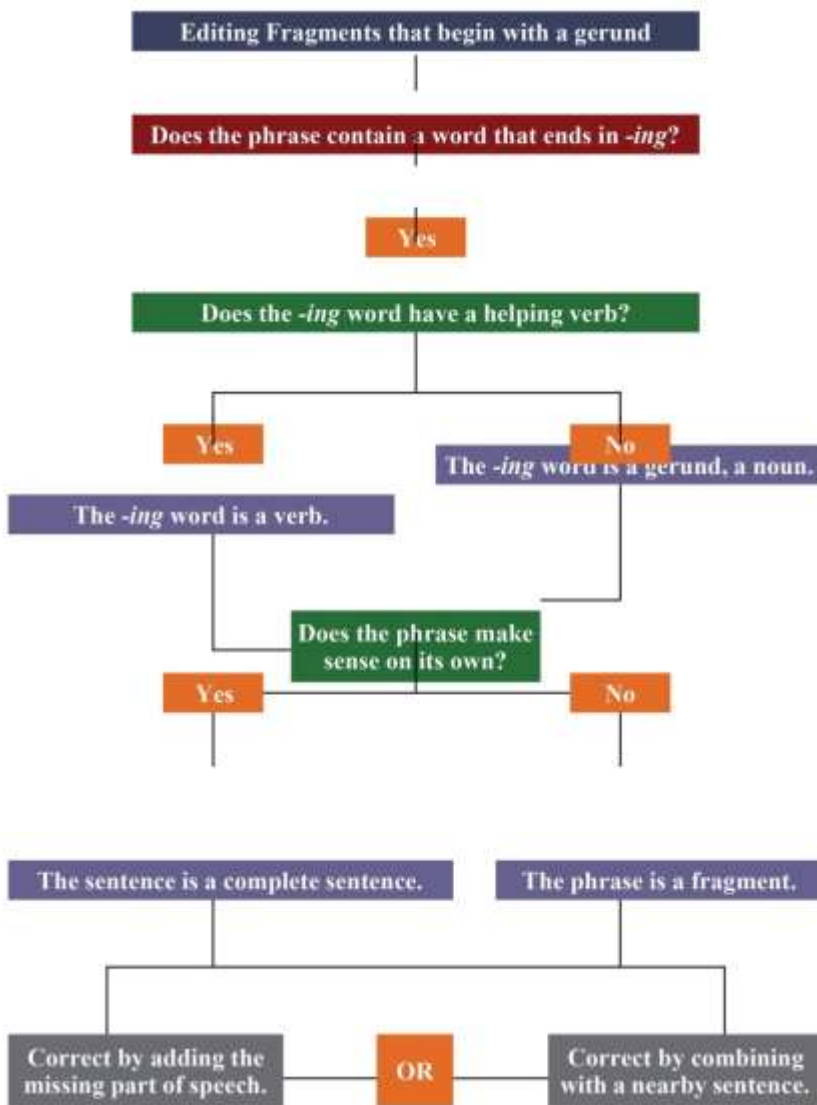 Editing Fragments that begin with a gerund
Does the phrase contain a word that ends in -ing?
Yes
Does the -ing word have a helping verb?
Yes
No
The -ing word is a gerund, a noun.
The -ing word is a verb.
Does the phrase make
sense on its own?
Yes
No
The sentence is a complete sentence.
The phrase is a fragment.
Correct by adding the
missing part of speech.
OR
Correct by combining
with a nearby sentence.